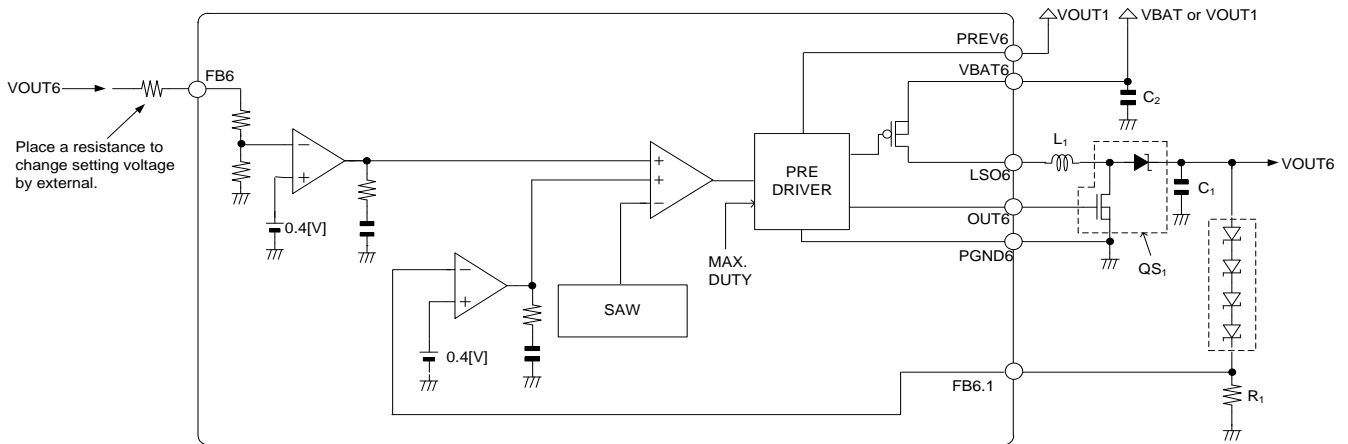 VOUT1
VBAT or VOUT1
PREV6
FB6
VBAT6
VOUT6
C2
Place a resistance to
change setting voltage
by external.
L1
PRE
DRIVER
LSO6
VOUT6
C1
OUT6
0.4[V]
PGND6
MAX.
DUTY
QS1
SAW
0.4[V]
FB6.1
R1